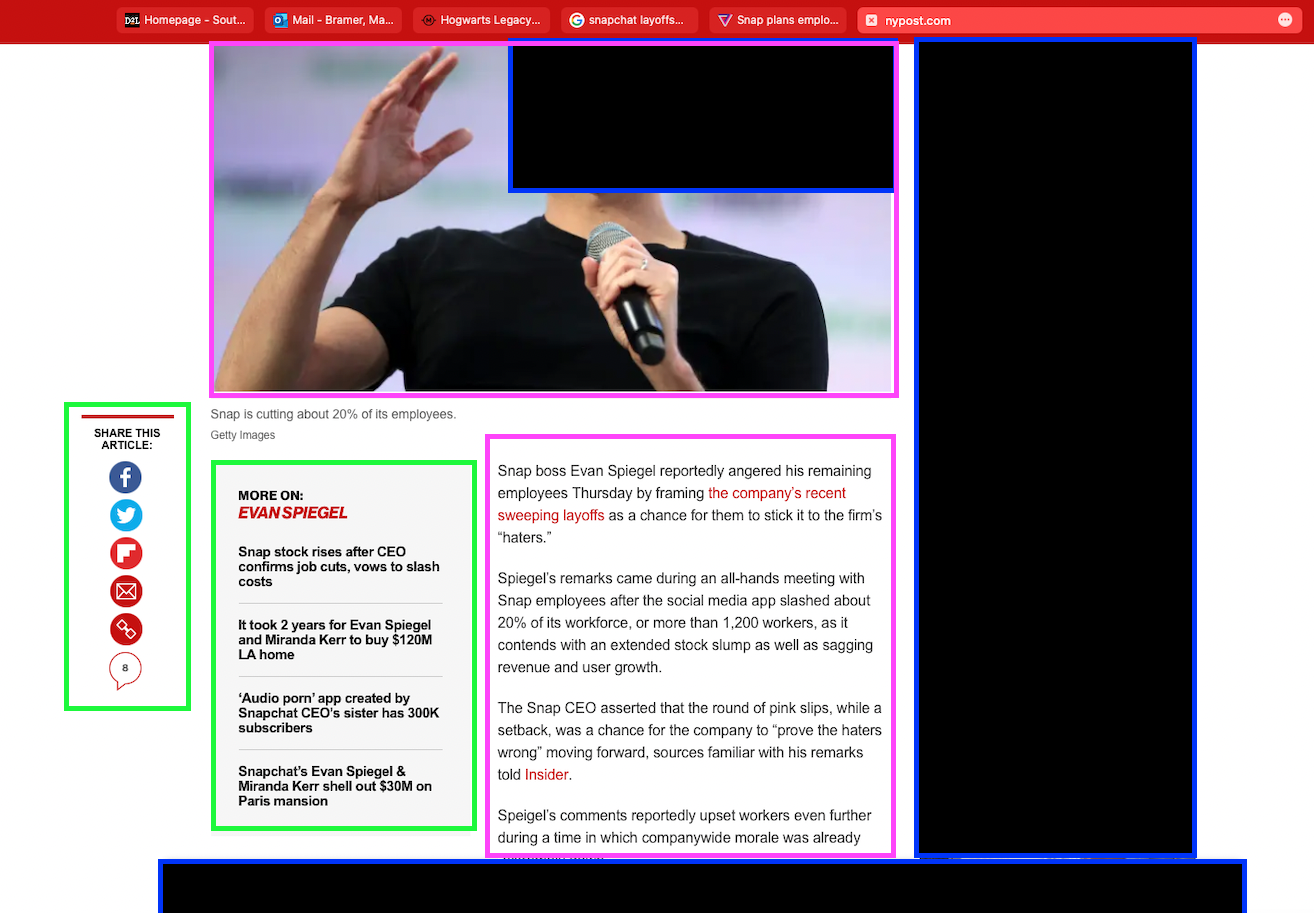 Homepage - Sout...
Mail - Bramer, Ma...
Hogwarts Legacy...
snapchat layoffs...
Snap plans emplo...
nypost.com
Snap is cutting about 20% of its employees.
Getty Images
SHARE THIS
ARTICLE:
8
MORE ON:
EVAN SPIEGEL
Snap stock rises after CEO
confirms job cuts, vows to slash
costs
It took 2 years for Evan Spiegel
and Miranda Kerr to buy $120M
LA home
‘Audio porn’ app created by
Snapchat CEO’s sister has 300K
subscribers
Snapchat’s Evan Spiegel &
Miranda Kerr shell out $30M on
Paris mansion
Snap boss Evan Spiegel reportedly angered his remaining
employees Thursday by framing the company’s recent
sweeping layoffs as a chance for them to stick it to the firm’s
“haters.”
Spiegel’s remarks came during an all-hands meeting with
Snap employees after the social media app slashed about
20% of its workforce, or more than 1,200 workers, as it
contends with an extended stock slump as well as sagging
revenue and user growth.
The Snap CEO asserted that the round of pink slips, while a
setback, was a chance for the company to “prove the haters
wrong” moving forward, sources familiar with his remarks
told Insider.
Speigel’s comments reportedly upset workers even further
during a time in which companywide morale was already